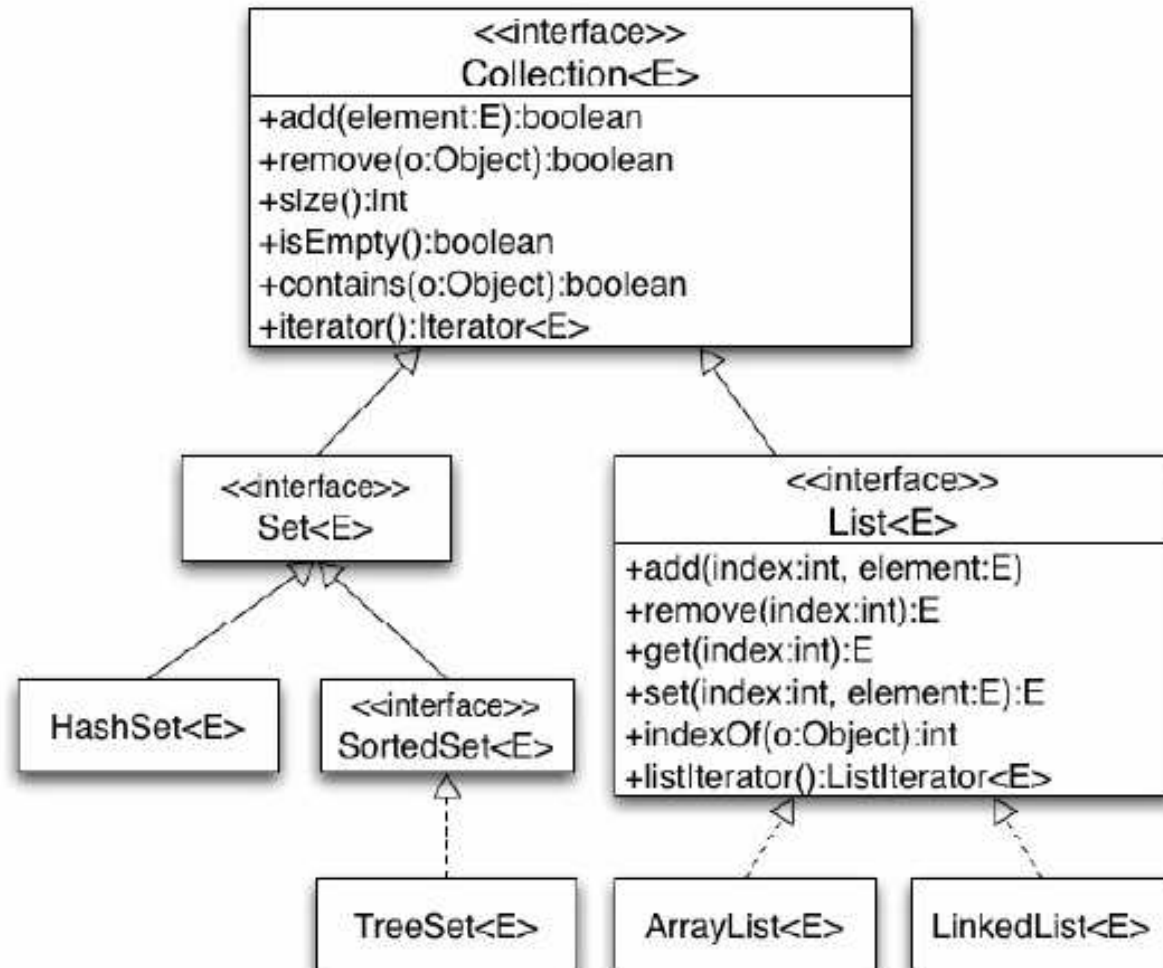 <<interface>>
Collection<E>
+add(element:E):boolean
+remove(o:Object):boolean
+size():int
+isEmpty():boolean
+contains(o:Object):boolean
+iterator():Iterator<E>
<<interface>>
Set<E>
<<interface>>
List<E>
+add(index:int, element:E)
+remove(index:int):E
+get(index:int):E
+set(index:int, element:E):E
+indexOf(o:Object):int
+listIterator():ListIterator<E>
HashSet<E>
<<interface>>
SortedSet<E>
TreeSet<E>
ArrayList<E>
LinkedList<E>